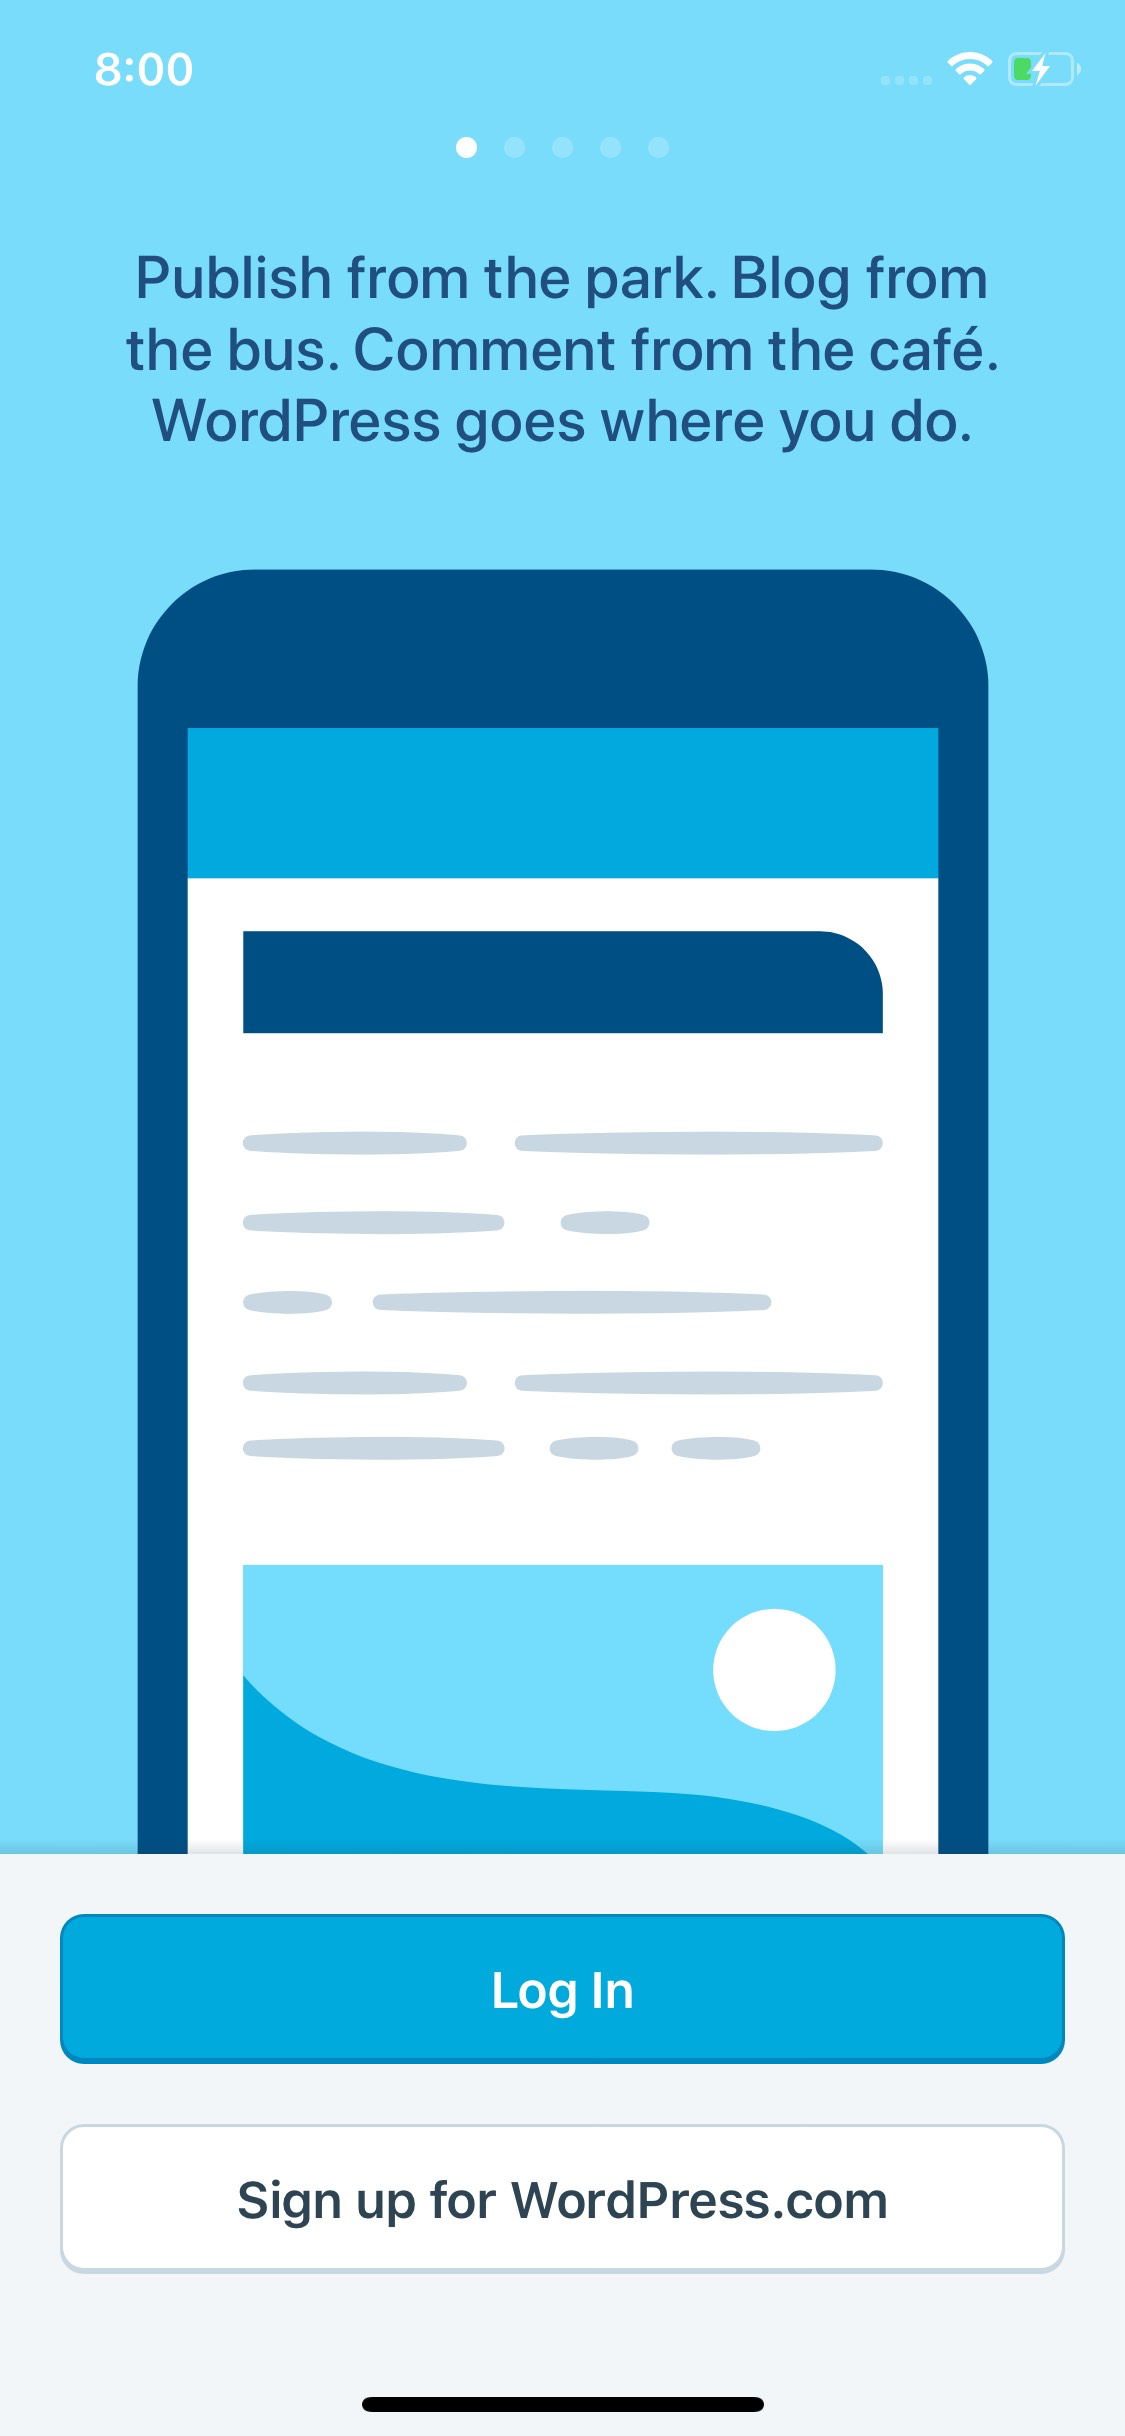 8:00
Publish from the park. Blog from
the bus. Comment from the café.
WordPress goes where you do.
Log In
Sign up for WordPress.com